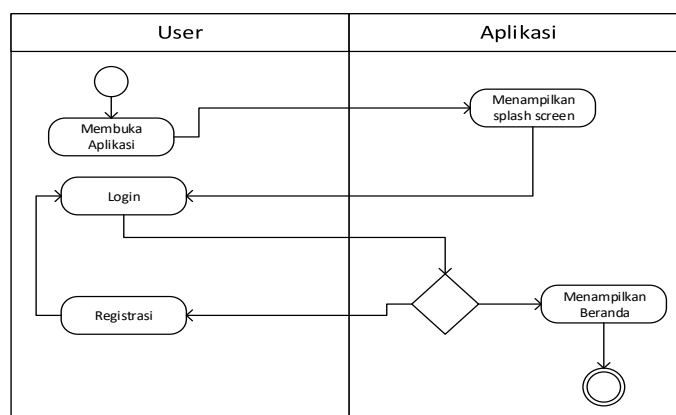 User
Aplikasi
Membuka
Aplikasi
Menampilkan
splash screen
Login
Registrasi
Menampilkan
Beranda